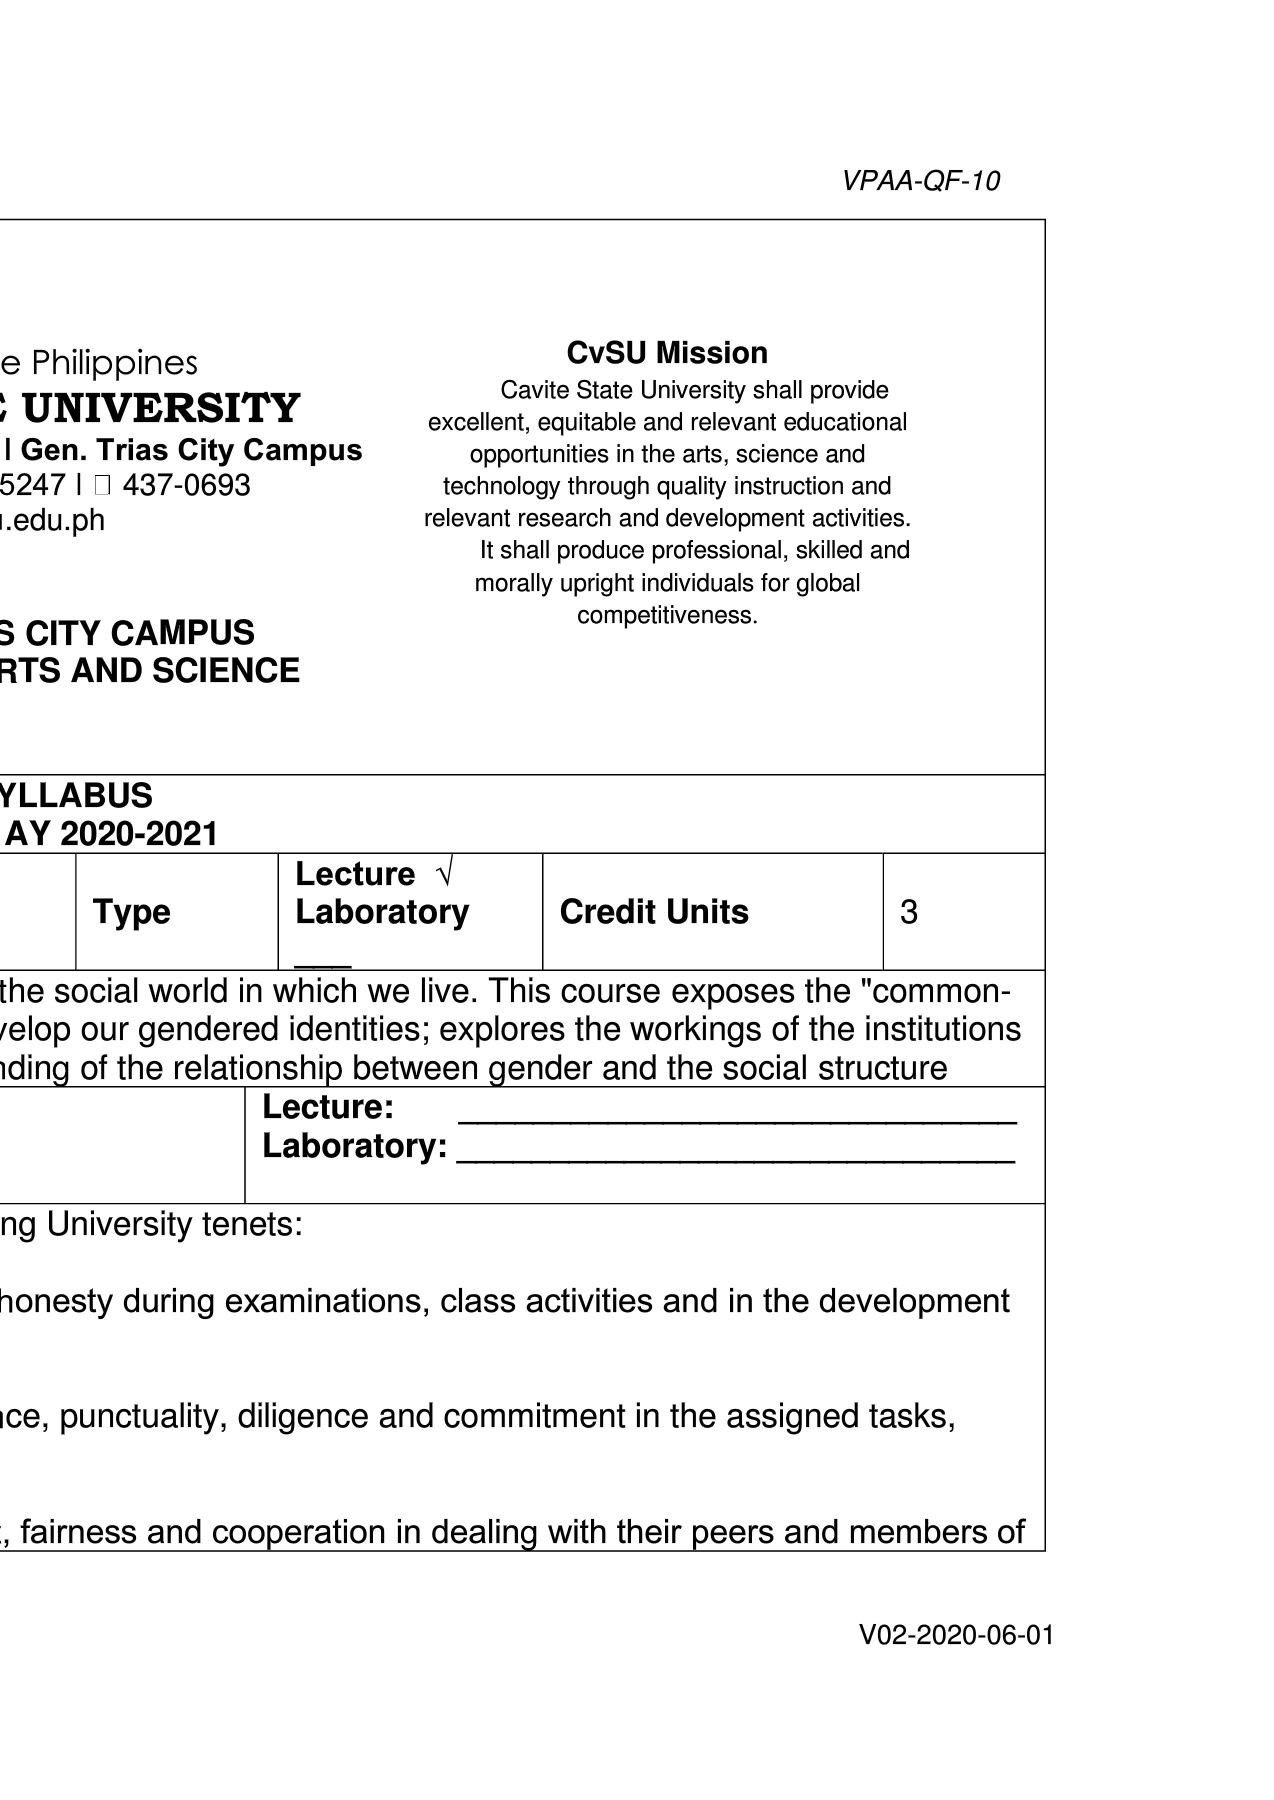 VPAA-QF-10
e Philippines
UNIVERSITY
| Gen. Trias City Campus
5247 | 437-0693
.edu.ph
S CITY CAMPUS
RTS AND SCIENCE
CvSU Mission
Cavite State University shall provide
excellent, equitable and relevant educational
opportunities in the arts, science and
technology through quality instruction and
relevant research and development activities.
It shall produce professional, skilled and
morally upright individuals for global
competitiveness.
YLLABUS
AY 2020-2021
Type
Lecture √
Laboratory
___
Credit Units
3
the social world in which we live. This course exposes the "common-
velop our gendered identities; explores the workings of the institutions
nding of the relationship between gender and the social structure
Lecture: ______________________________
Laboratory: ______________________________
ng University tenets:
honesty during examinations, class activities and in the development
nce, punctuality, diligence and commitment in the assigned tasks,
, fairness and cooperation in dealing with their peers and members of
V02-2020-06-01